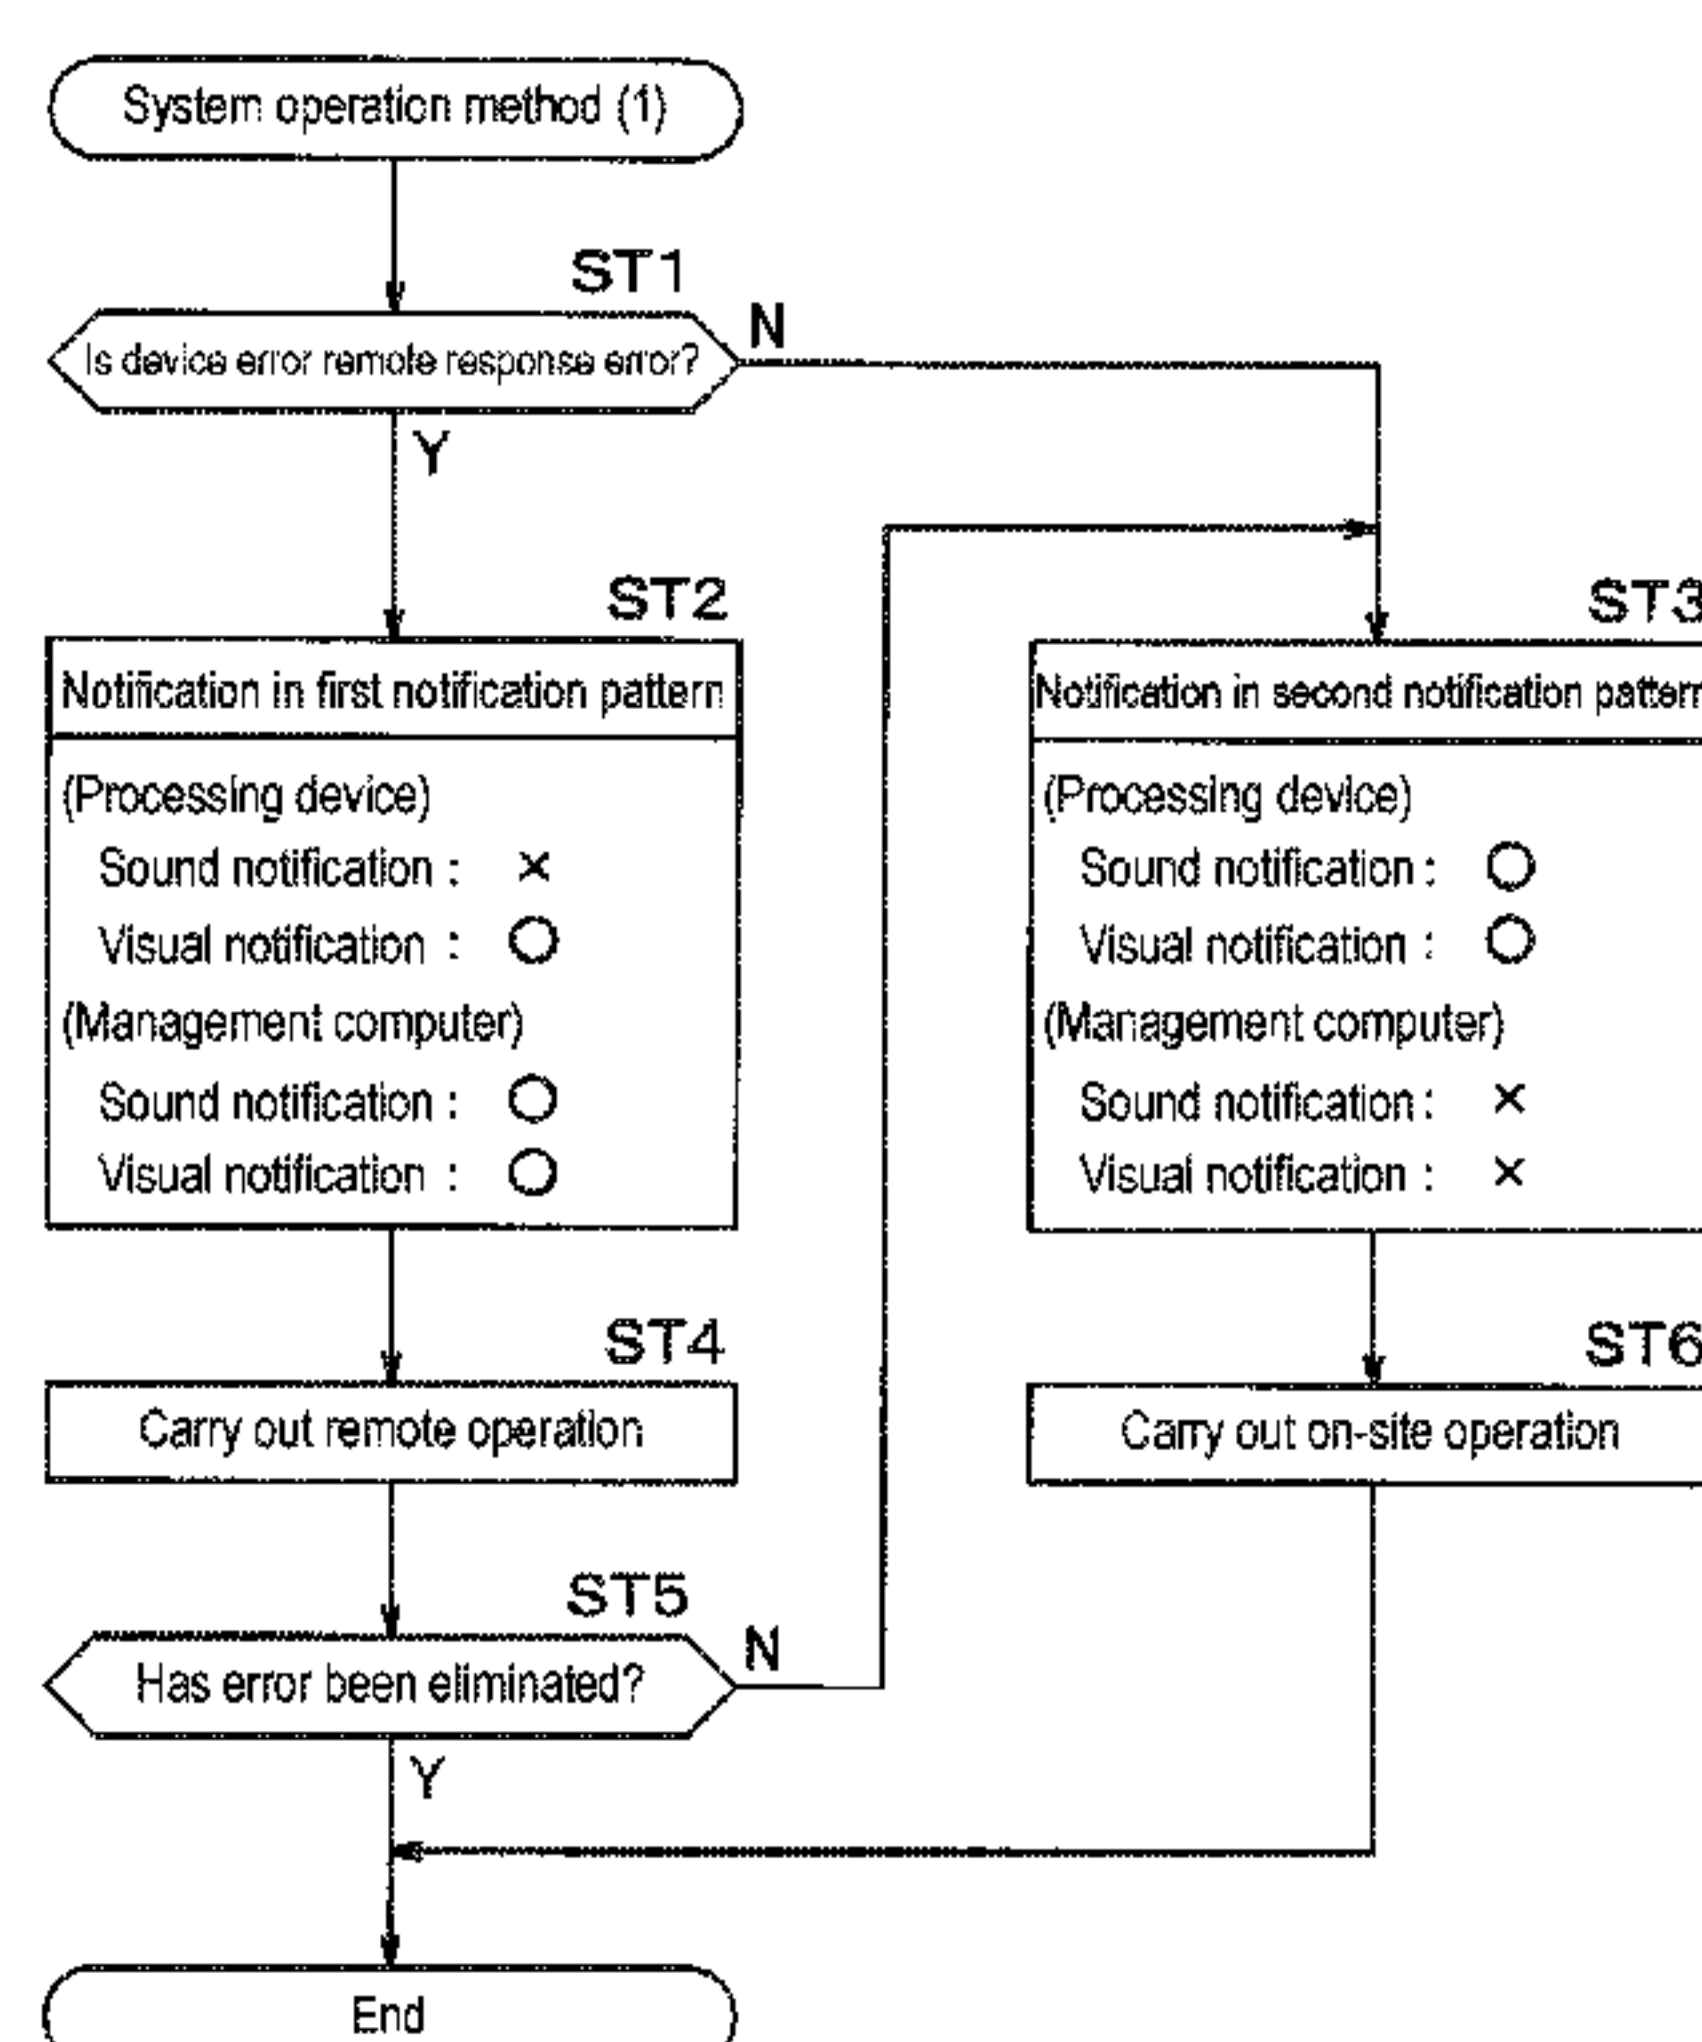 System operation method (1)
ST1
Is device error remote response error?
N
Y
ST2
Notification in first notification pattern
(Processing device)
Sound notification : ×
Visual notification : ○
(Management computer)
Sound notification : ○
Visual notification : ○
ST3
Notification in second notification pattern
(Processing device)
Sound notification : ○
Visual notification : ○
(Management computer)
Sound notification : ×
Visual notification : ×
ST4
Carry out remote operation
ST6
Carry out on-site operation
ST5
Has error been eliminated?
N
Y
End